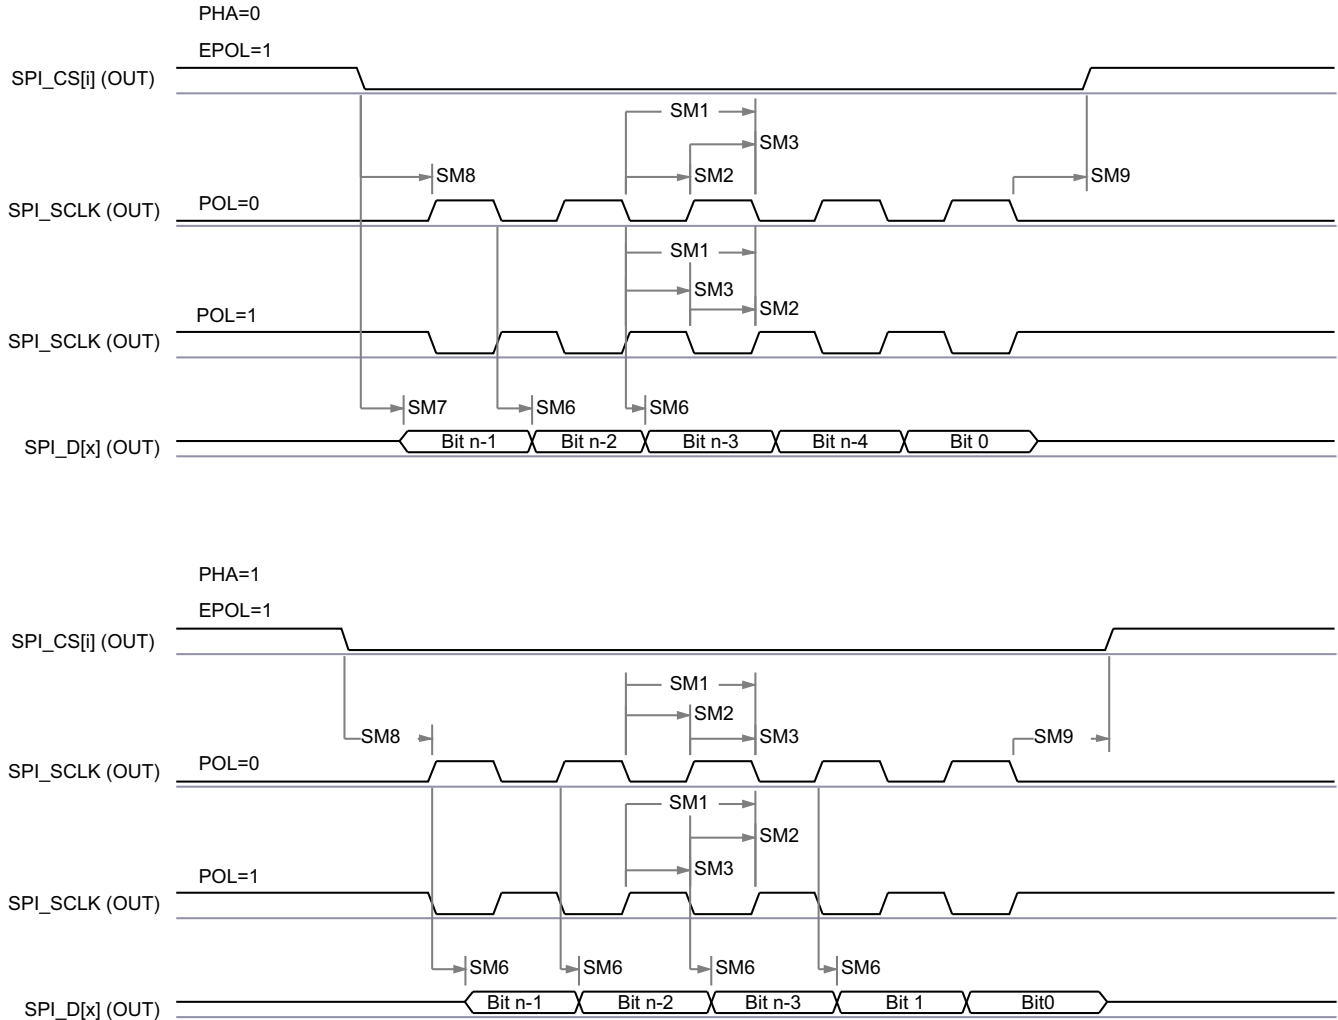 PHA=0
EPOL=1
SPI_CS[i] (OUT)
SM1
SM3
SM8
SM2
SM9
POL=0
SPI_SCLK (OUT)
SM1
SM3
SM2
POL=1
SPI_SCLK (OUT)
SM7
SM6
SM6
SPI_D[x] (OUT)
Bit n-1
Bit n-2
Bit n-3
Bit n-4
Bit 0
PHA=1
EPOL=1
SPI_CS[i] (OUT)
SM1
SM2
SM8
SM3
SM9
POL=0
SPI_SCLK (OUT)
SM1
SM2
SM3
POL=1
SPI_SCLK (OUT)
SM6
SM6
SM6
SM6
SPI_D[x] (OUT)
Bit n-1
Bit n-2
Bit n-3
Bit 1
Bit0